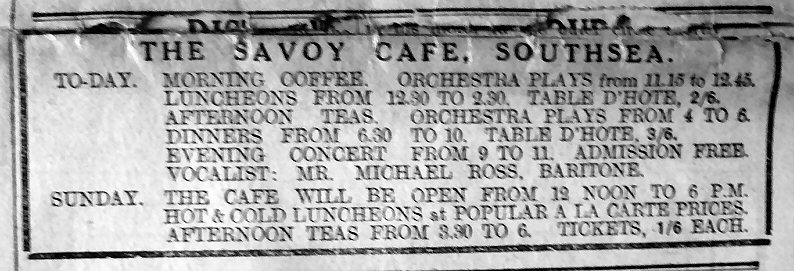 THE SAVOY CAFE, SOUTHSEA.
TO-DAY. MORNING COFFEE. ORCHESTRA PLAYS from 11.15 to 12.45.
LUNCHEONS FROM 12.30 TO 2.30. TABLE D'HOTE, 2/6.
AFTERNOON TEAS. ORCHESTRA PLAYS FROM 4 TO 6.
DINNERS FROM 6.30 TO 10. TABLE D'HOTE, 3/6.
EVENING CONCERT FROM 9 TO 11. ADMISSION FREE.
VOCALIST: MR. MICHAEL ROSS, BARITONE.
SUNDAY. THE CAFE WILL BE OPEN FROM 12 NOON TO 6 P.M.
HOT & COLD LUNCHEONS at POPULAR A LA CARTE PRICES.
AFTERNOON TEAS FROM 3.30 TO 6. TICKETS, 1/6 EACH.